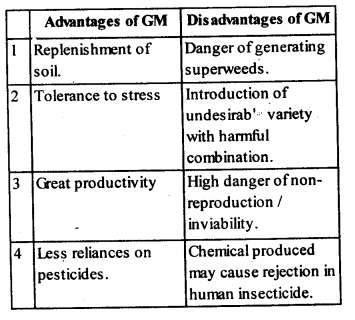 Advantages of GM Disadvantages of GM
1 Replenishment of Danger of generating
soil. superweeds.
2 Tolerance to stress Introduction of
undesirab' variety
with harmful
combination.
3 Great productivity High danger of non-
reproduction /
inviability.
4 Less reliances on Chemical produced
pesticides. may cause rejection in
human insecticide.